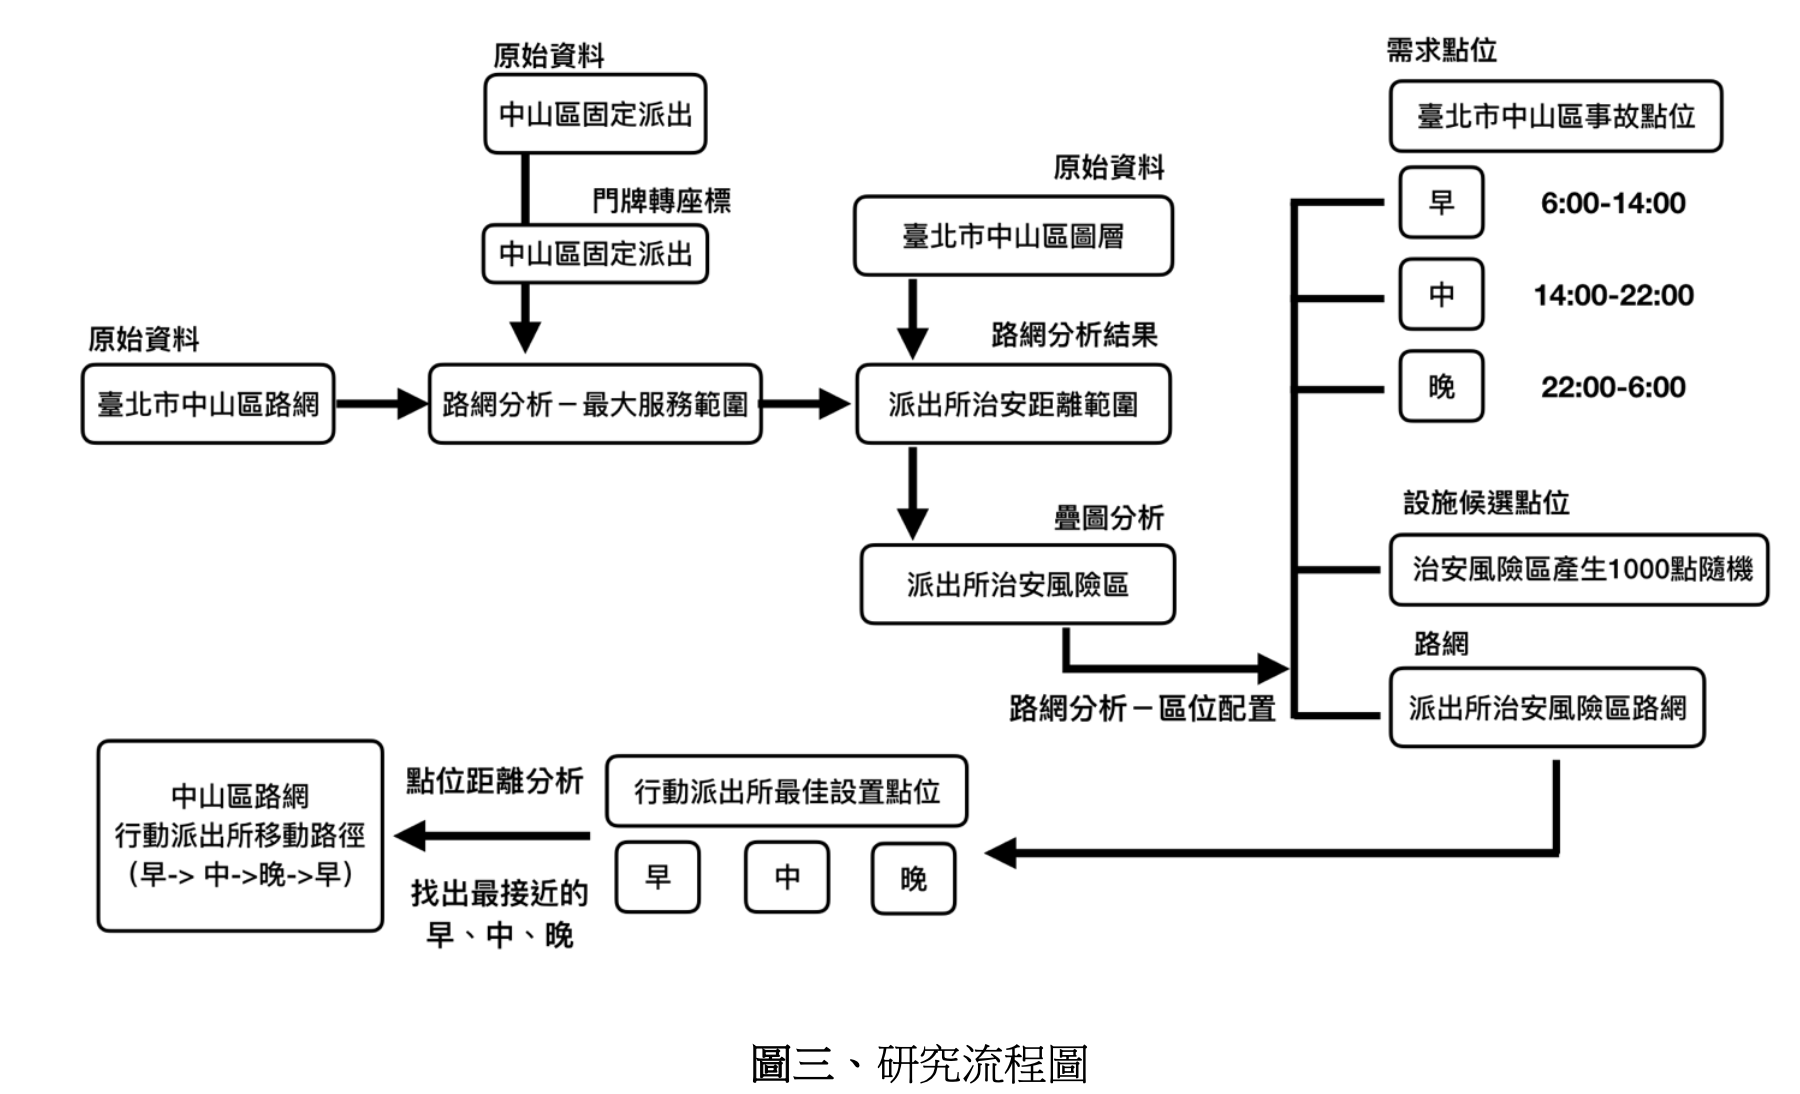 原始資料
中山區固定派出
門牌轉座標
中山區固定派出
原始資料
臺北市中山區路網
路網分析－最大服務範圍
原始資料
臺北市中山區圖層
路網分析結果
派出所治安距離範圍
疊圖分析
派出所治安風險區
路網分析－區位配置
需求點位
臺北市中山區事故點位
早 6:00-14:00
中 14:00-22:00
晚 22:00-6:00
設施候選點位
治安風險區產生1000點隨機
路網
派出所治安風險區路網
行動派出所最佳設置點位
早 中 晚
點位距離分析
找出最接近的
早、中、晚
中山區路網
行動派出所移動路徑
（早-> 中->晚->早）
圖三、研究流程圖